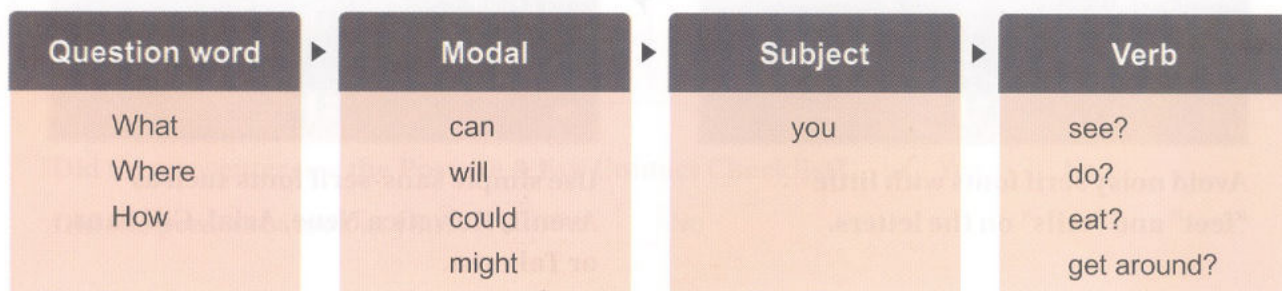 Question word ▶ Modal ▶ Subject ▶ Verb
What can you see?
Where will do?
How could eat?
might get around?